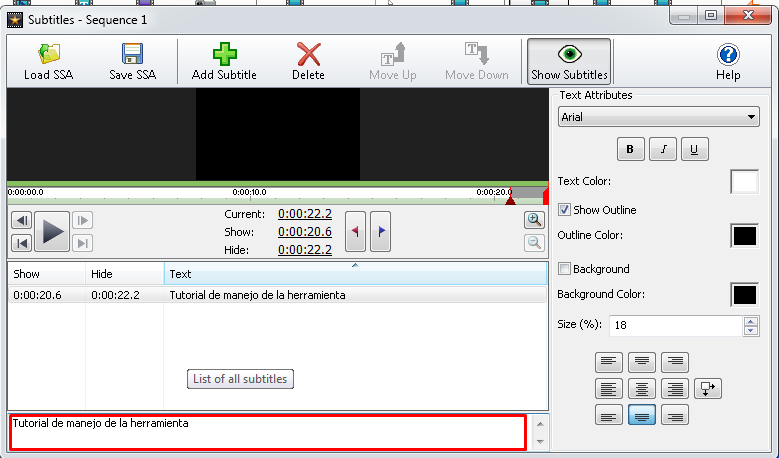 Subtitles - Sequence 1
Load SSA
Save SSA
Add Subtitle
Delete
Move Up
Move Down
Show Subtitles
Help
Text Attributes
Arial
B I U
Text Color:
Show Outline
Outline Color:
Background
Background Color:
Size (%): 18
0:00:00.0 0:00:10.0 0:00:20.0
Current: 0:00:22.2
Show: 0:00:20.6
Hide: 0:00:22.2
Show Hide Text
0:00:20.6 0:00:22.2 Tutorial de manejo de la herramienta
List of all subtitles
Tutorial de manejo de la herramienta